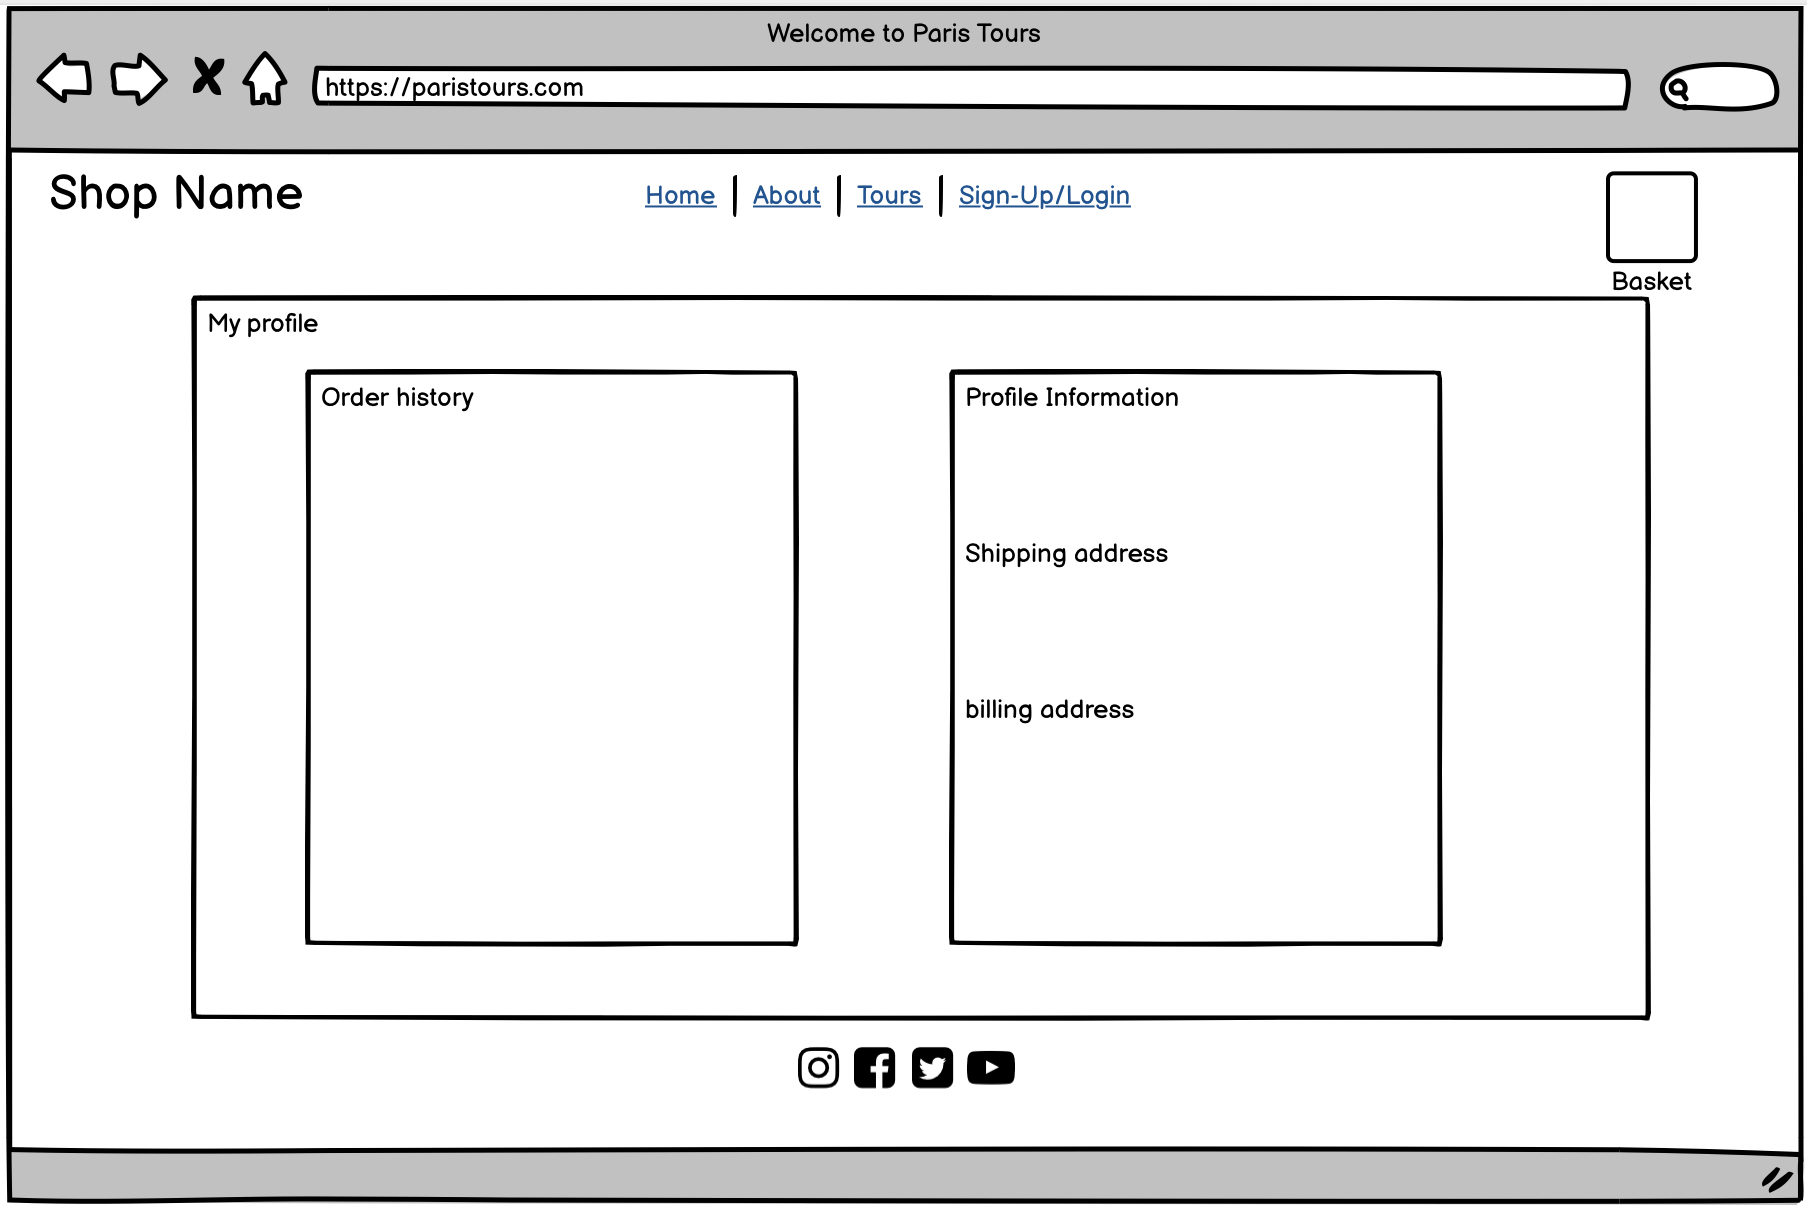 Welcome to Paris Tours
https://paristours.com
Shop Name
Home About Tours Sign-Up/Login
Basket
My profile
Order history
Profile Information
Shipping address
billing address